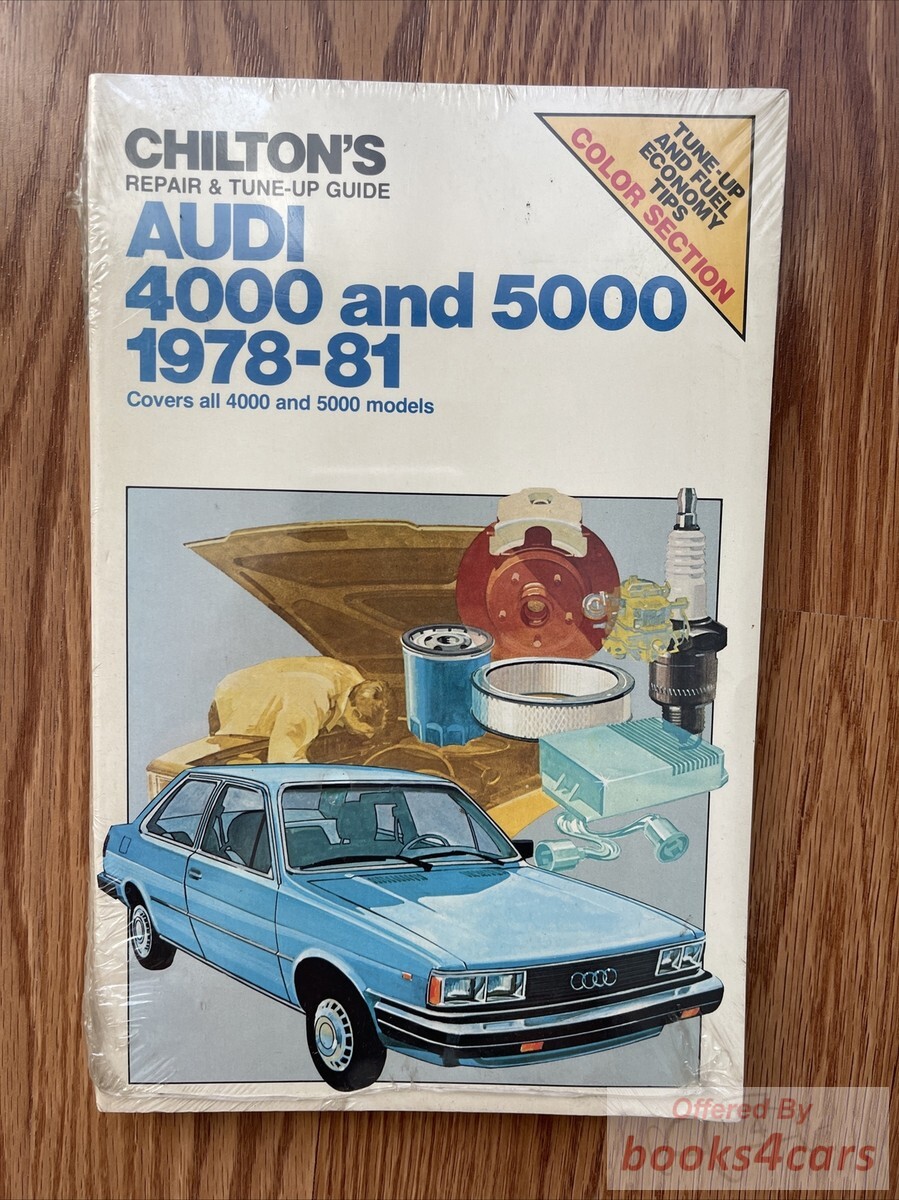 CHILTON'S
REPAIR & TUNE-UP GUIDE
AUDI
4000 and 5000
1978-81
Covers all 4000 and 5000 models
TUNE-UP
AND FUEL
ECONOMY
TIPS
COLOR SECTION
Offered By
books4cars